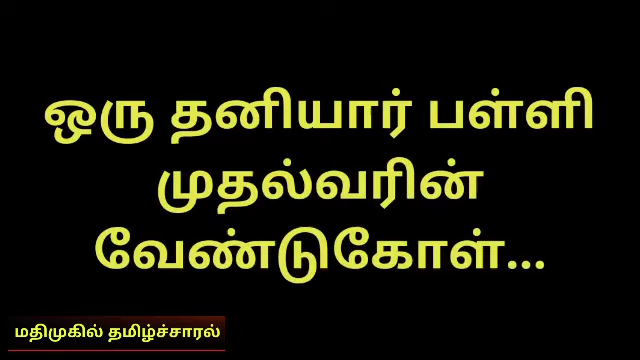 ஒரு தனியார் பள்ளி
முதல்வரின்
வேண்டுகோள்...
மதிமுகில் தமிழ்ச்சாரல்